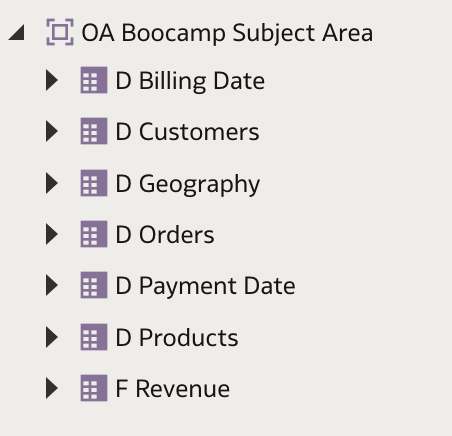 OA Boocamp Subject Area
D Billing Date
D Customers
D Geography
D Orders
D Payment Date
D Products
F Revenue